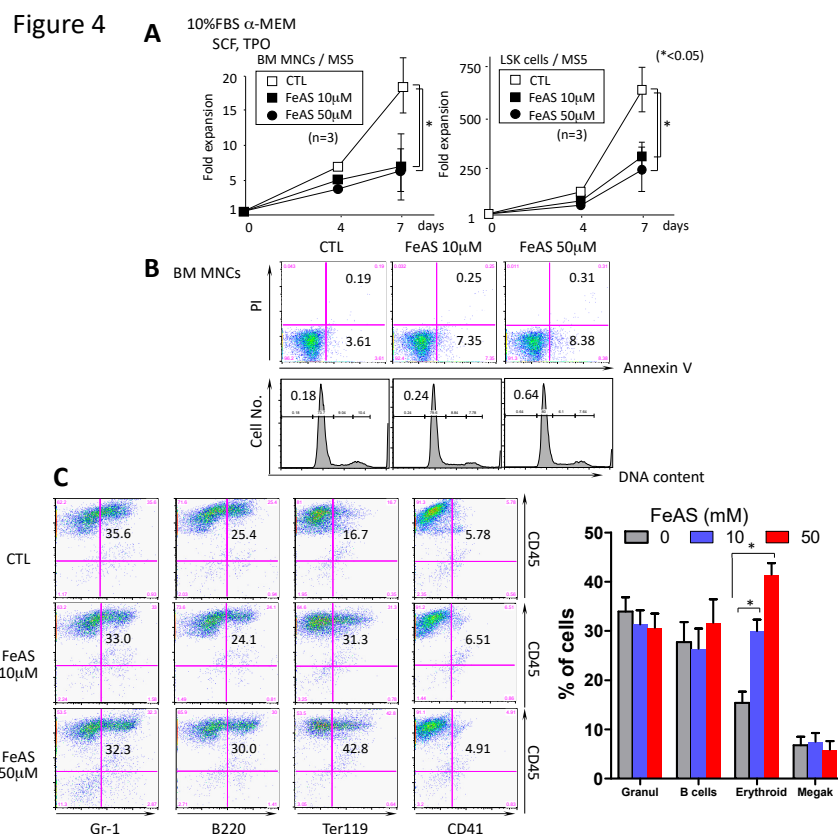 Figure 4
A
10%FBS α-MEM
SCF, TPO
BM MNCs / MS5
CTL
FeAS 10μM
FeAS 50μM
(n=3)
Fold expansion
20
15
10
5
1
0
4
7
days
*
LSK cells / MS5
(*<0.05)
CTL
FeAS 10μM
FeAS 50μM
(n=3)
Fold expansion
750
500
250
1
0
4
7
days
*
B
BM MNCs
CTL
FeAS 10μM
FeAS 50μM
PI
0.19
0.25
0.31
3.61
7.35
8.38
Annexin V
Cell No.
0.18
0.24
0.64
DNA content
C
CTL
35.6
25.4
16.7
5.78
CD45
FeAS
10μM
33.0
24.1
31.3
6.51
CD45
FeAS
50μM
32.3
30.0
42.8
4.91
CD45
Gr-1
B220
Ter119
CD41
FeAS (mM)
0
10
50
% of cells
50
40
30
20
10
0
*
*
Granul
B cells
Erythroid
Megak